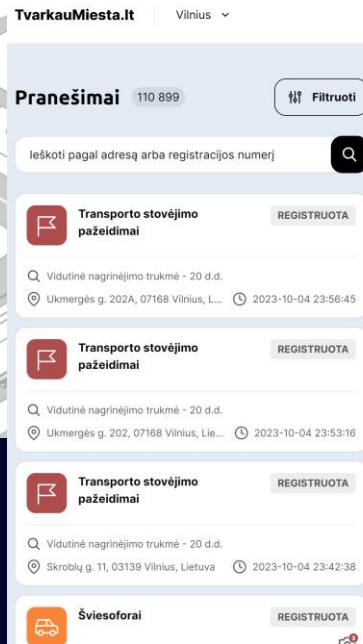 TvarkauMiesta.lt Vilnius
Pranešimai 110 899 Filtruoti
Ieškoti pagal adresą arba registracijos numerį
Transporto stovėjimo REGISTRUOTA
pažeidimai
Vidutinė nagrinėjimo trukmė - 20 d.d.
Ukmergės g. 202A, 07168 Vilnius, L... 2023-10-04 23:56:45
Transporto stovėjimo REGISTRUOTA
pažeidimai
Vidutinė nagrinėjimo trukmė - 20 d.d.
Ukmergės g. 202, 07168 Vilnius, Lie... 2023-10-04 23:53:16
Transporto stovėjimo REGISTRUOTA
pažeidimai
Vidutinė nagrinėjimo trukmė - 20 d.d.
Skroblų g. 11, 03139 Vilnius, Lietuva 2023-10-04 23:42:38
Šviesoforai REGISTRUOTA